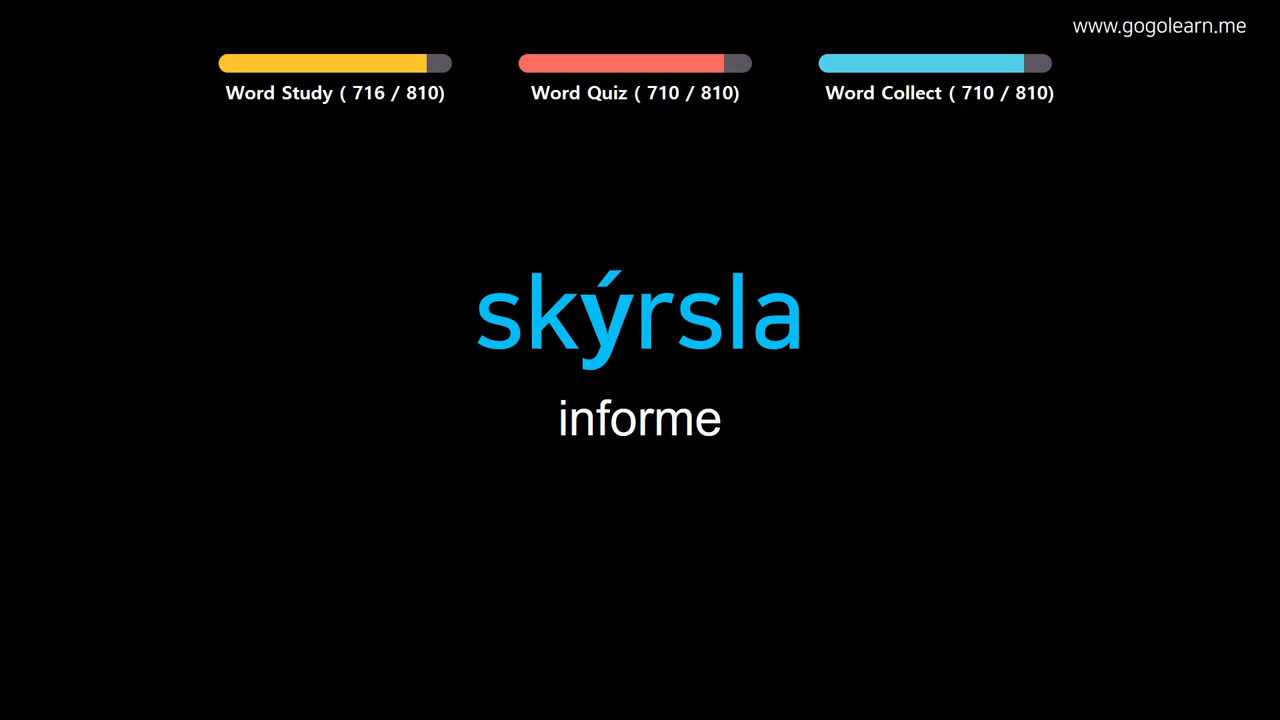 www.gogolearn.me
Word Study ( 716 / 810)
Word Quiz ( 710 / 810)
Word Collect ( 710 / 810)
skýrsla
informe